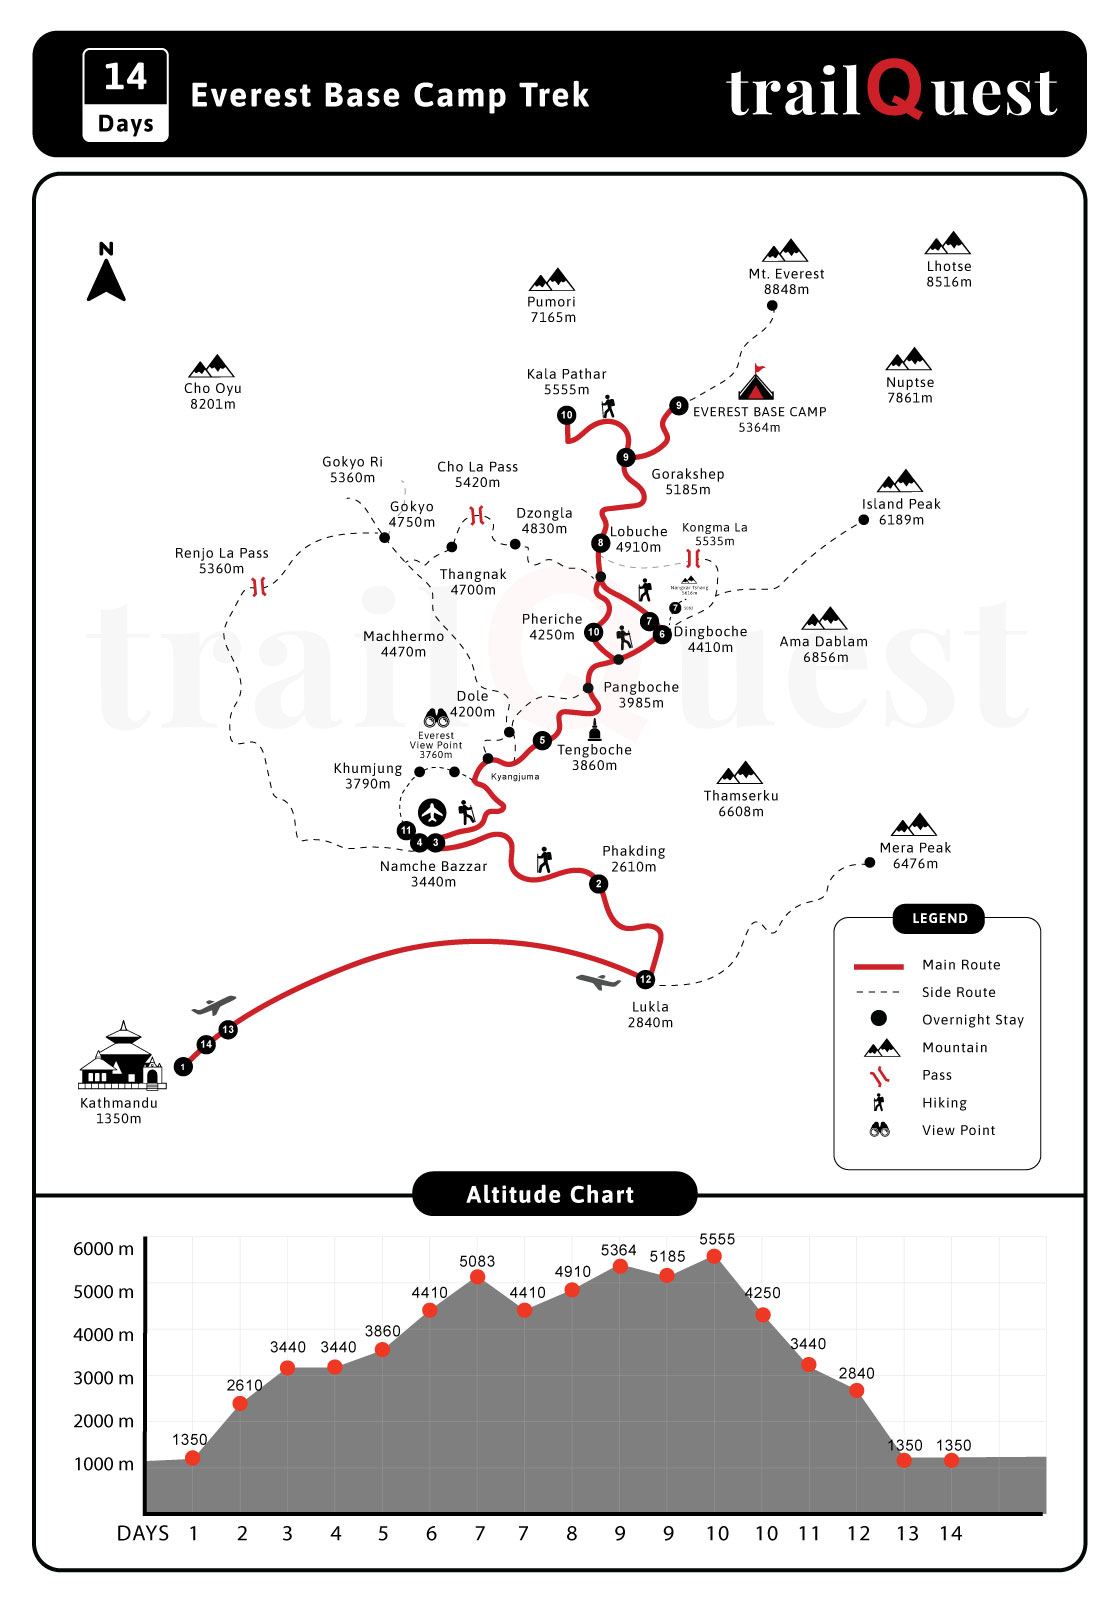 14
Days
Everest Base Camp Trek
trailQuest
N
Mt. Everest
8848m
Lhotse
8516m
Pumori
7165m
Cho Oyu
8201m
Nuptse
7861m
Kala Pathar
5555m
10
9
EVEREST BASE CAMP
5364m
9
Gorakshep
5185m
Gokyo Ri
5360m
Cho La Pass
5420m
Gokyo
4750m
Dzongla
4830m
Island Peak
6189m
Renjo La Pass
5360m
8
Lobuche
4910m
Kongma La
5535m
Thangnak
4700m
Nangkar Tshang
5616m
7
5083
trailQuest
Pheriche
4250m
10
7
6
Dingboche
4410m
Machhermo
4470m
Ama Dablam
6856m
Pangboche
3985m
Dole
4200m
Everest
View Point
3760m
5
Tengboche
3860m
Khumjung
3790m
Kyangjuma
Thamserku
6608m
11
4
3
Namche Bazzar
3440m
Phakding
2610m
2
Mera Peak
6476m
12
Lukla
2840m
13
14
1
Kathmandu
1350m
LEGEND
Main Route
Side Route
Overnight Stay
Mountain
Pass
Hiking
View Point
Altitude Chart
6000 m
5000 m
4000 m
3000 m
2000 m
1000 m
1350
2610
3440
3440
3860
4410
5083
4410
4910
5364
5185
5555
4250
3440
2840
1350
1350
DAYS 1 2 3 4 5 6 7 7 8 9 9 10 10 11 12 13 14